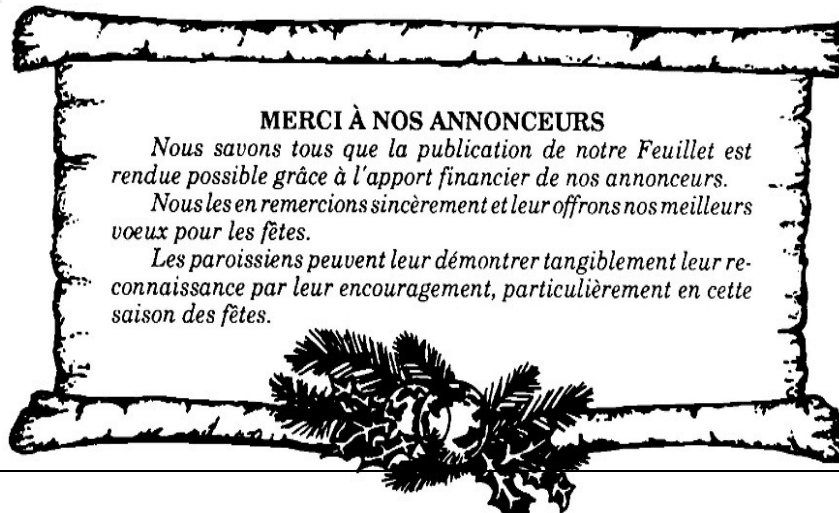 MERCI À NOS ANNONCEURS
Nous savons tous que la publication de notre Feuillet est
rendue possible grâce à l'apport financier de nos annonceurs.
Nous les en remercions sincèrement et leur offrons nos meilleurs
voeux pour les fêtes.
Les paroissiens peuvent leur démontrer tangiblement leur re-
connaissance par leur encouragement, particulièrement en cette
saison des fêtes.